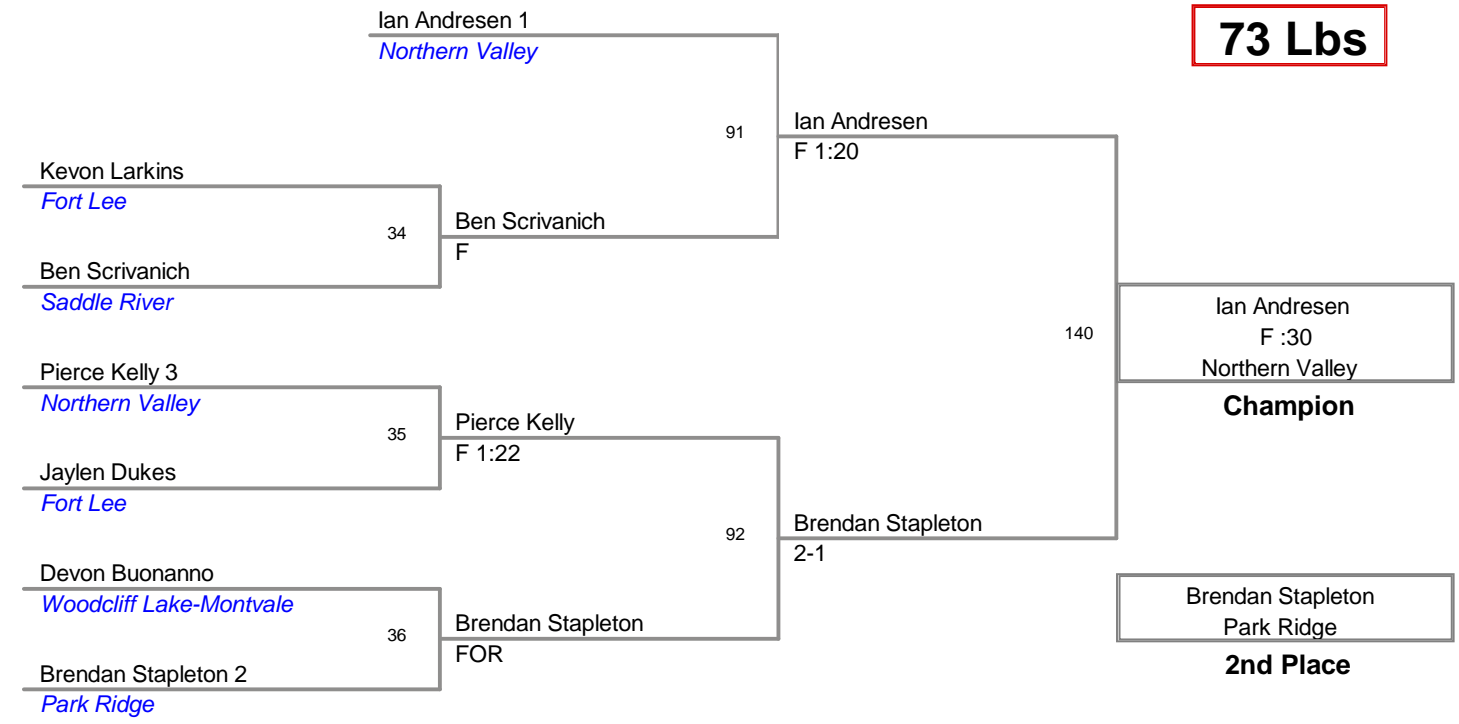 Ian Andresen 1
Northern Valley
73 Lbs
91
Ian Andresen
F 1:20
Kevon Larkins
Fort Lee
34
Ben Scrivanich
F
Ben Scrivanich
Saddle River
140
Ian Andresen
F :30
Northern Valley
Champion
Pierce Kelly 3
Northern Valley
35
Pierce Kelly
F 1:22
Jaylen Dukes
Fort Lee
92
Brendan Stapleton
2-1
Devon Buonanno
Woodcliff Lake-Montvale
36
Brendan Stapleton
FOR
Brendan Stapleton 2
Park Ridge
Brendan Stapleton
Park Ridge
2nd Place